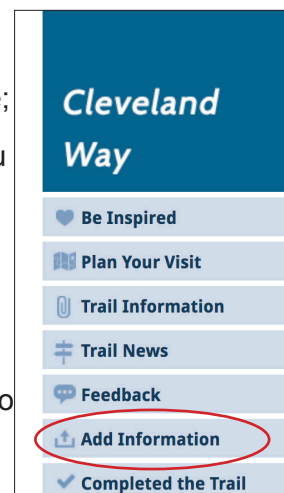 ;
u
o
Cleveland
Way
Be Inspired
Plan Your Visit
Trail Information
Trail News
Feedback
Add Information
Completed the Trail